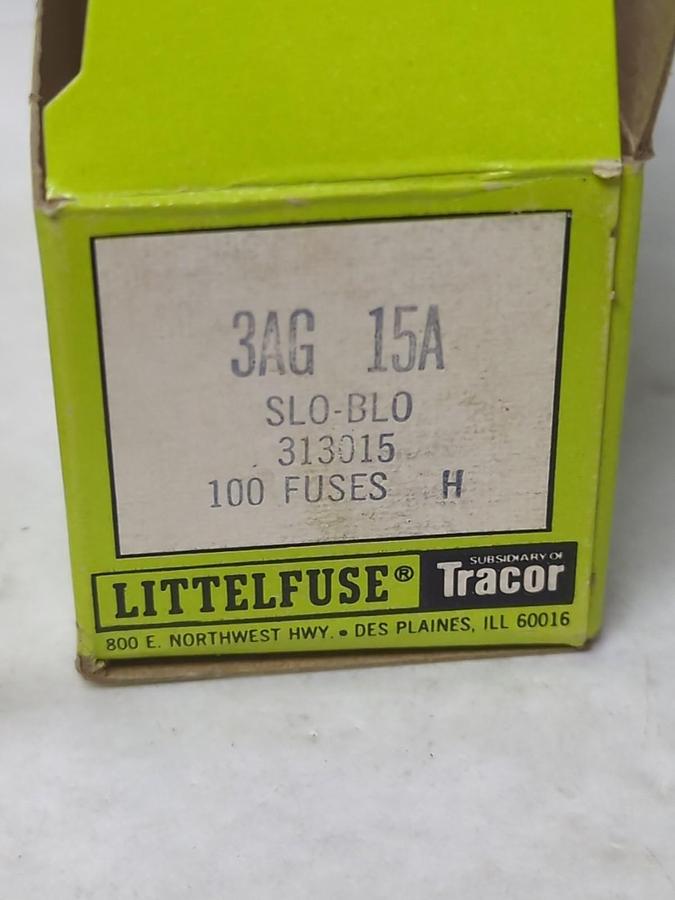 3AG 15A
SLO-BLO
313015
100 FUSES H
LITTELFUSE® SUBSIDIARY OF Tracor
800 E. NORTHWEST HWY. • DES PLAINES, ILL 60016